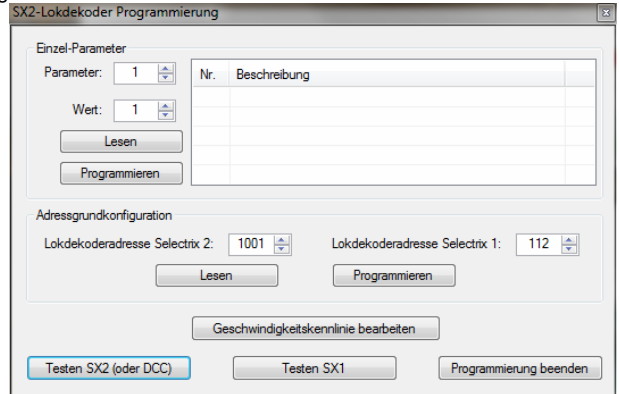 SX2-Lokdekoder Programmierung
Einzel-Parameter
Parameter: 1
Nr. Beschreibung
Wert: 1
Lesen
Programmieren
Adressgrundkonfiguration
Lokdekoderadresse Selectrix 2: 1001 Lokdekoderadresse Selectrix 1: 112
Lesen Programmieren
Geschwindigkeitskennlinie bearbeiten
Testen SX2 (oder DCC) Testen SX1 Programmierung beenden